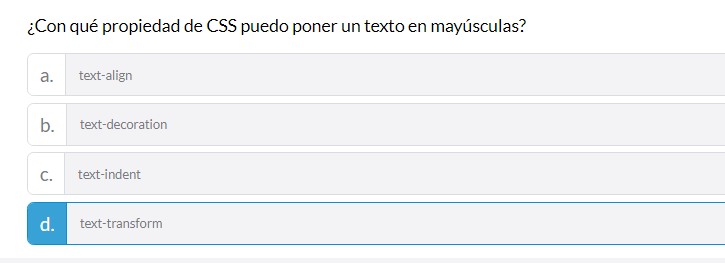 ¿Con qué propiedad de CSS puedo poner un texto en mayúsculas?
a. text-align
b. text-decoration
c. text-indent
d. text-transform